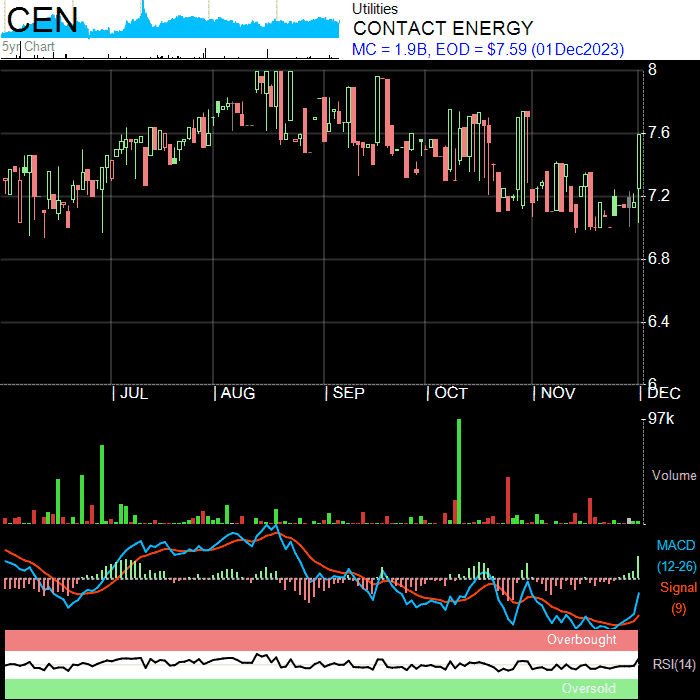 CEN
5yr Chart
Utilities
CONTACT ENERGY
MC = 1.9B, EOD = $7.59 (01Dec2023)
8
7.6
7.2
6.8
6.4
6
JUL AUG SEP OCT NOV DEC
97k
Volume
MACD
(12-26)
Signal
(9)
Overbought
RSI(14)
Oversold